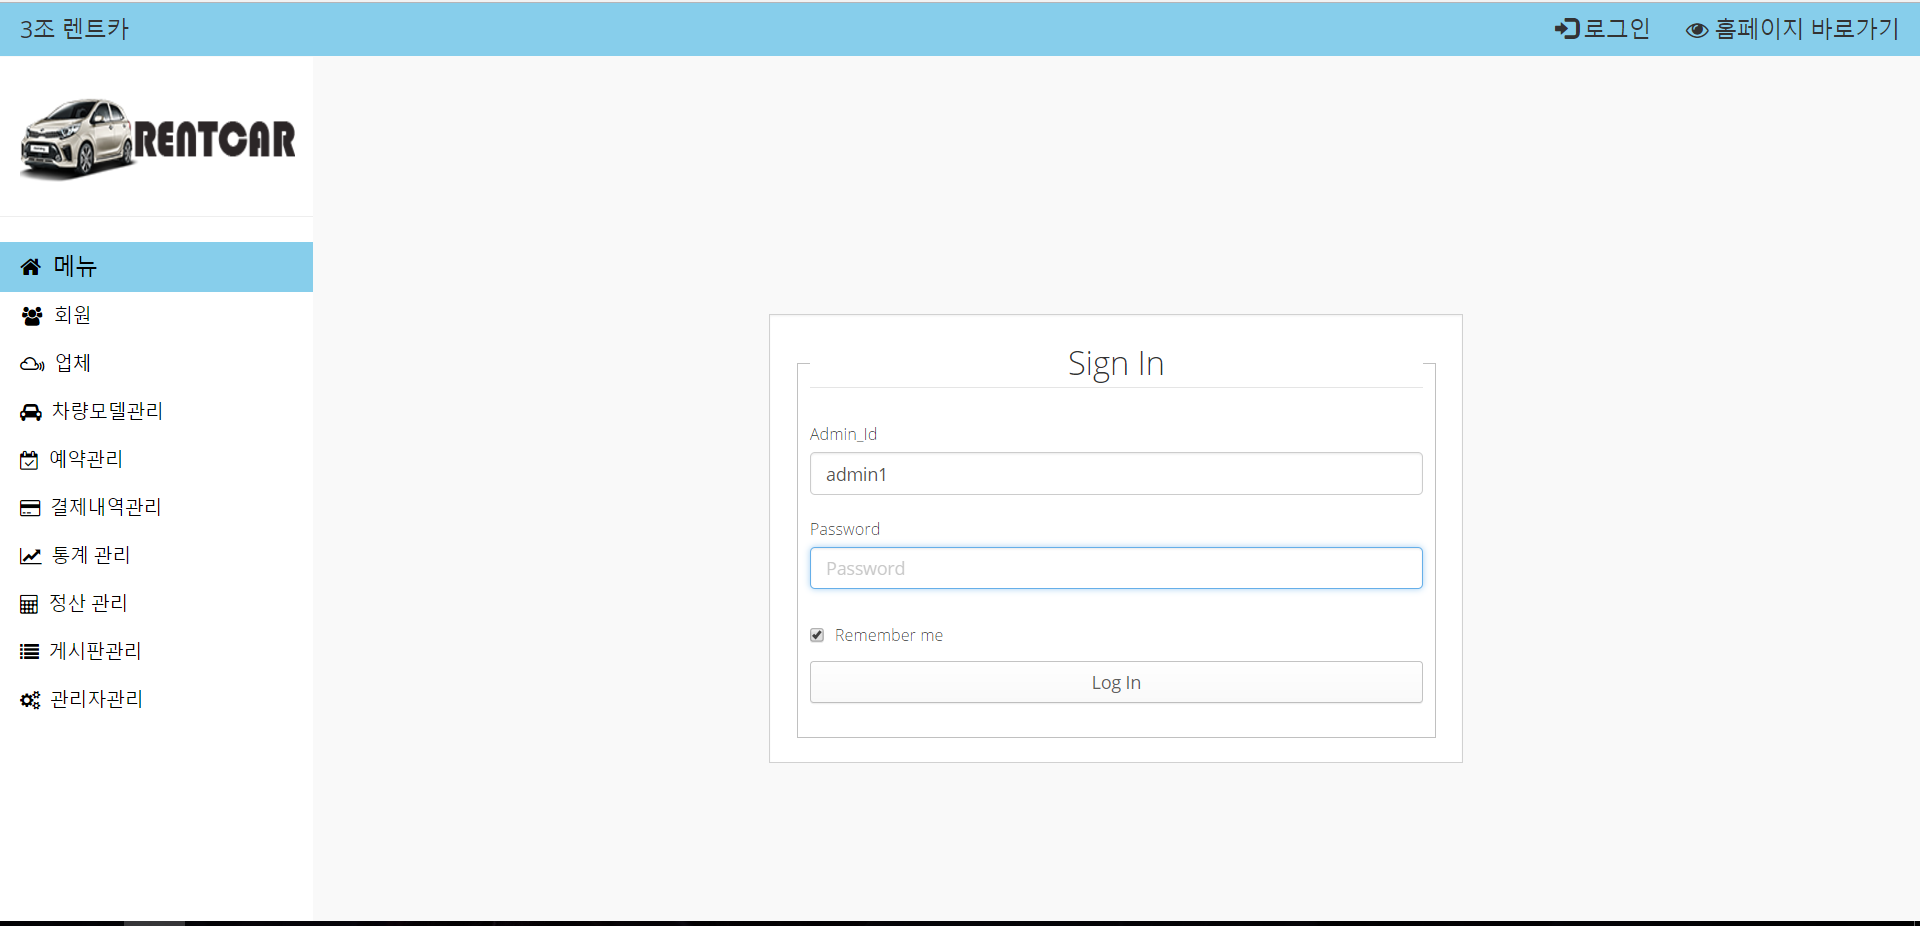 3조 렌트카
로그인
홈페이지 바로가기
RENTCAR
메뉴
회원
업체
차량모델관리
예약관리
결제내역관리
통계 관리
정산 관리
게시판관리
관리자관리
Sign In
Admin_Id
admin1
Password
Password
Remember me
Log In